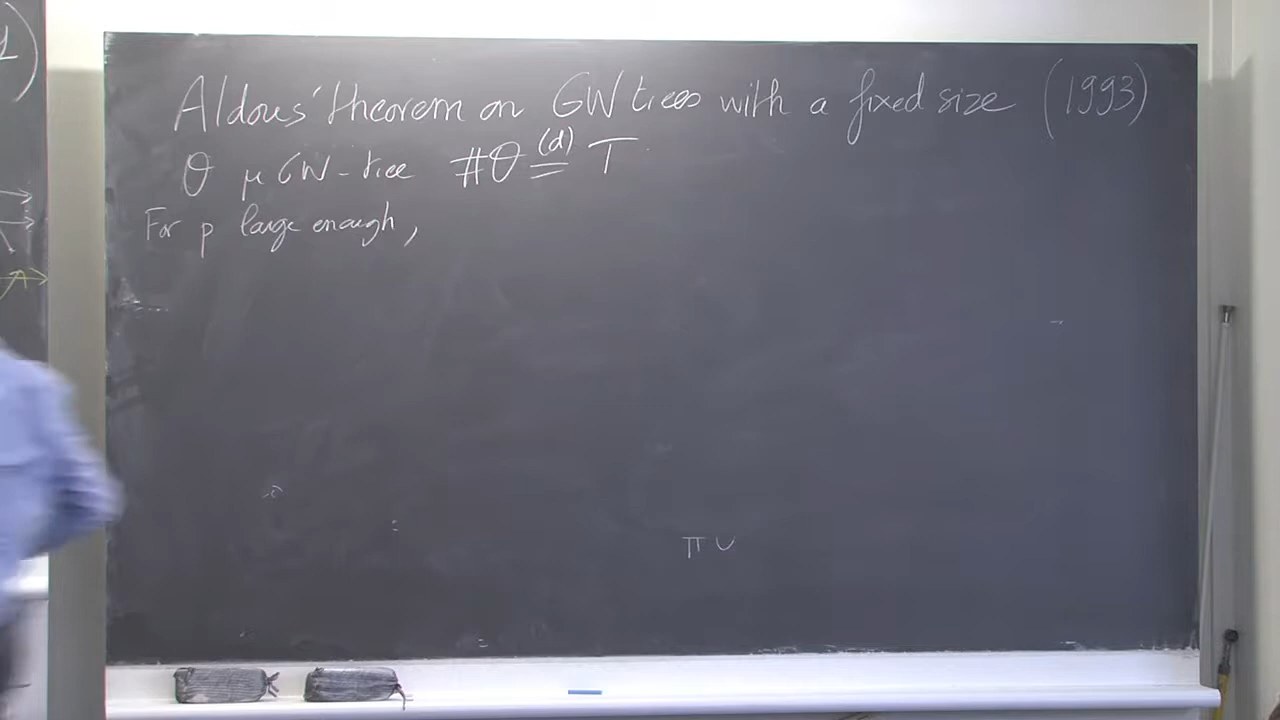 Aldous' theorem on GW trees with a fixed size (1993)
θ μ GW-tree #θ (d)= T
For p large enough,
π ∪